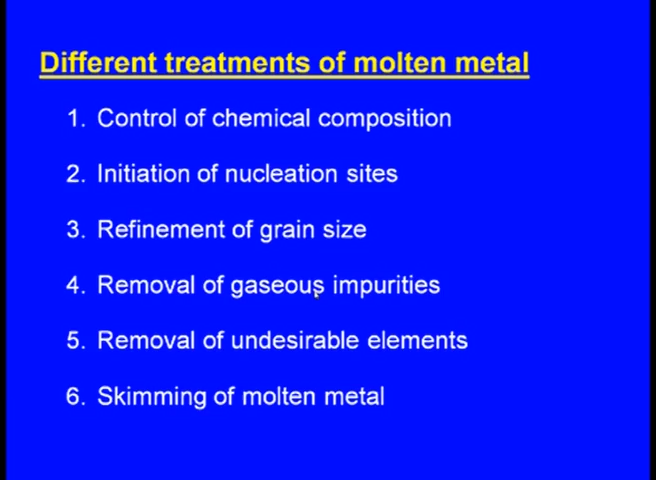 Different treatments of molten metal
1. Control of chemical composition
2. Initiation of nucleation sites
3. Refinement of grain size
4. Removal of gaseous impurities
5. Removal of undesirable elements
6. Skimming of molten metal